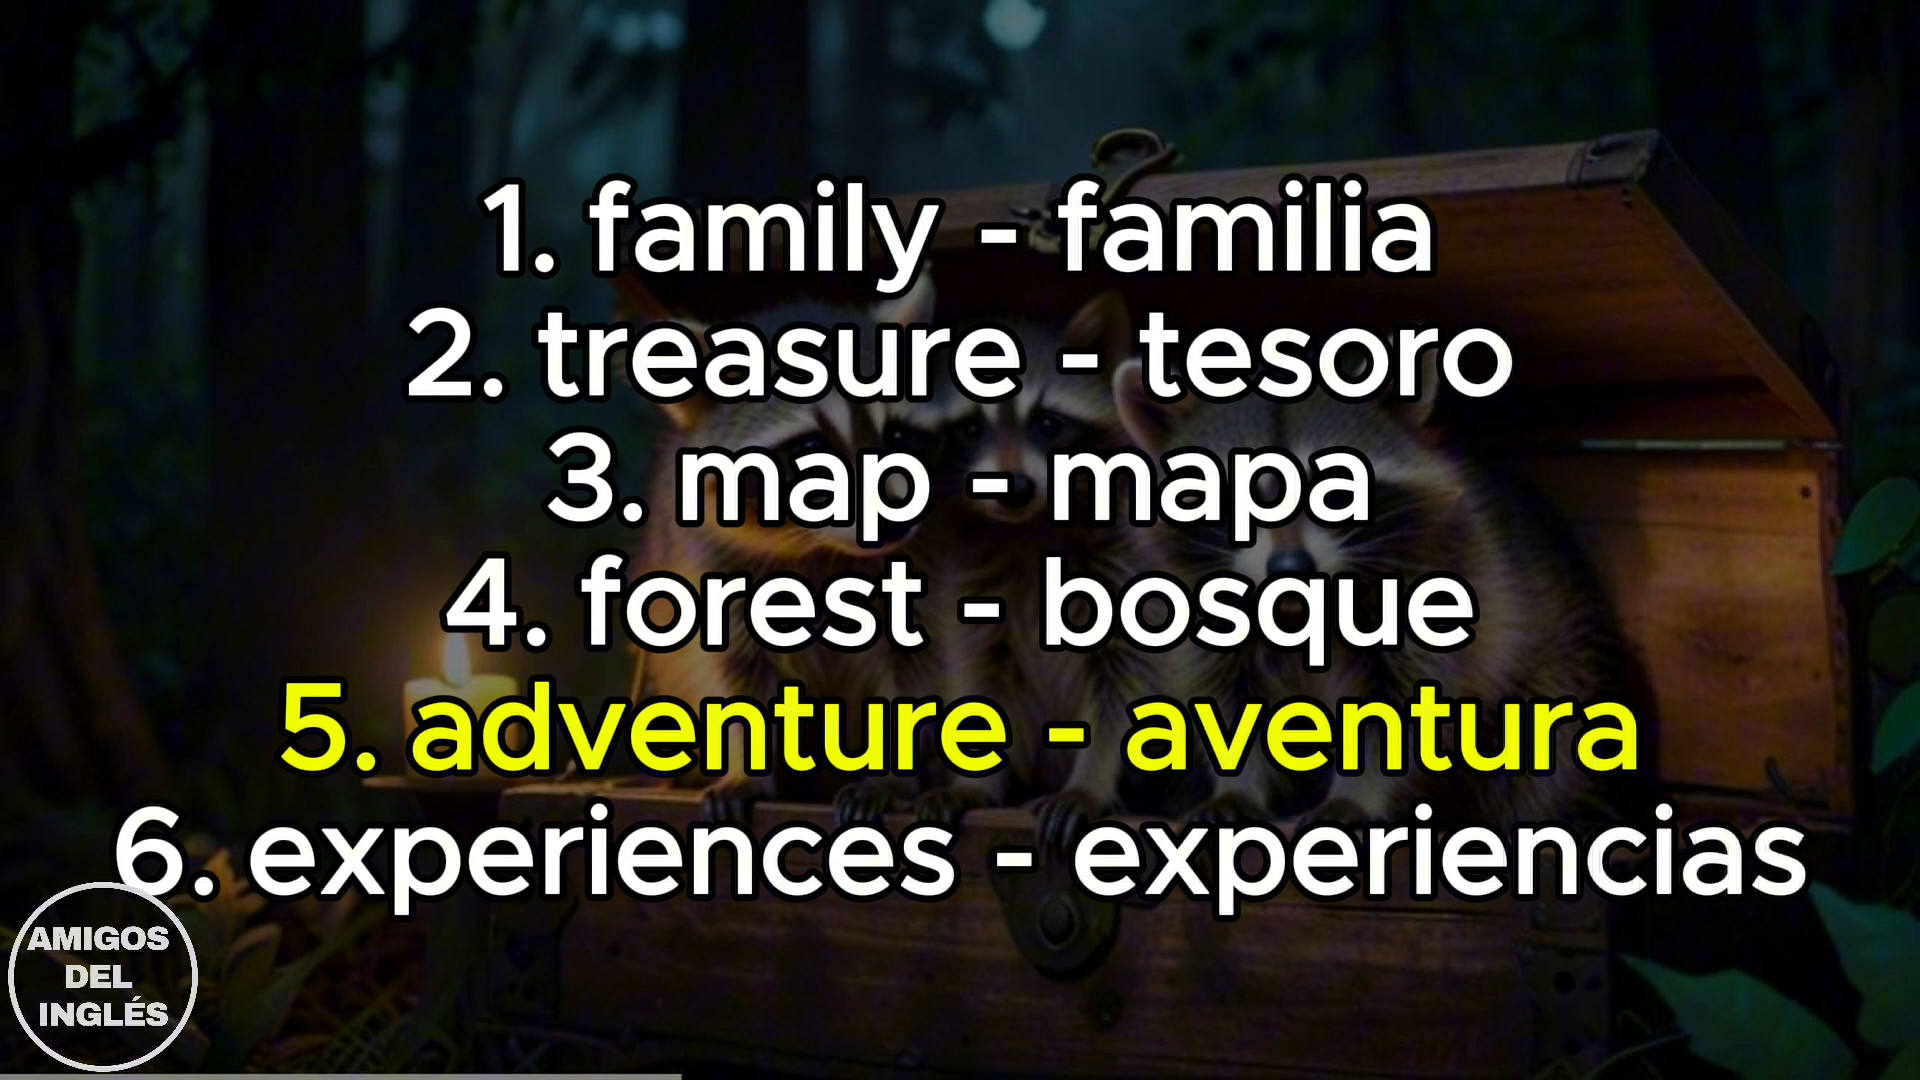 1. family - familia
2. treasure - tesoro
3. map - mapa
4. forest - bosque
5. adventure - aventura
6. experiences - experiencias
AMIGOS
DEL
INGLÉS